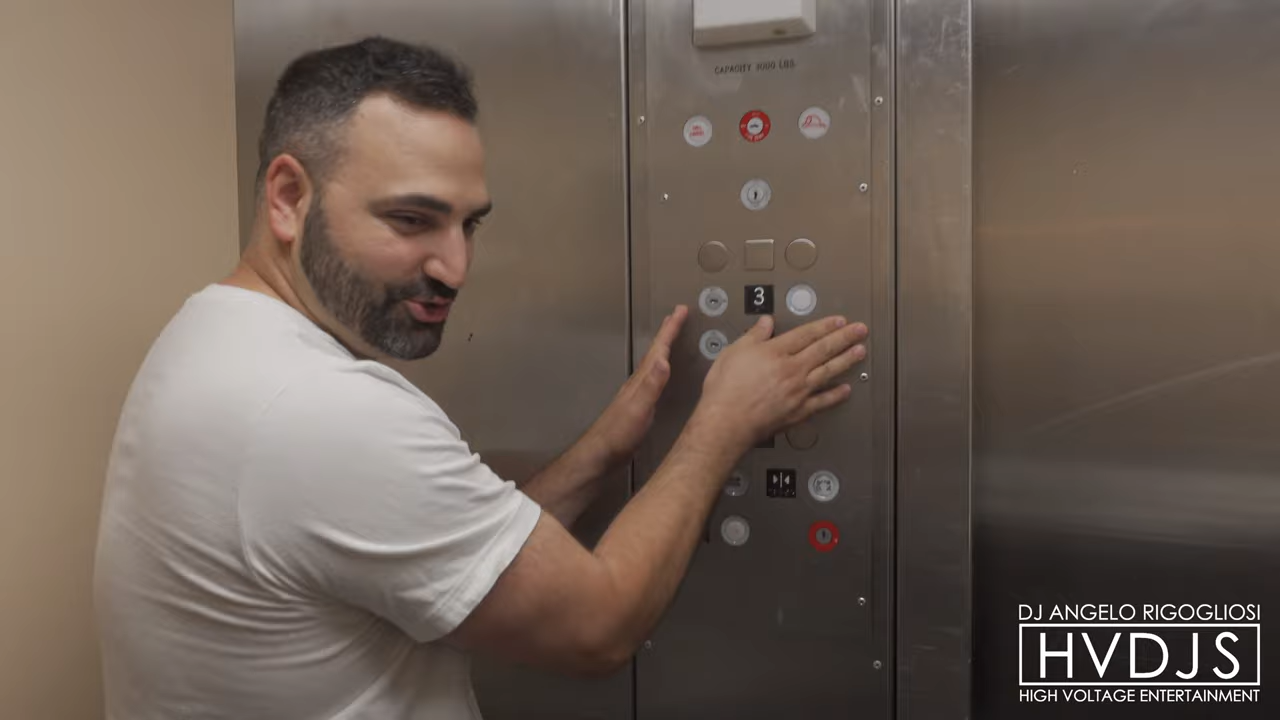 CAPACITY 3000 LBS.
3
DJ ANGELO RIGOGLIOSI
HVDJS
HIGH VOLTAGE ENTERTAINMENT